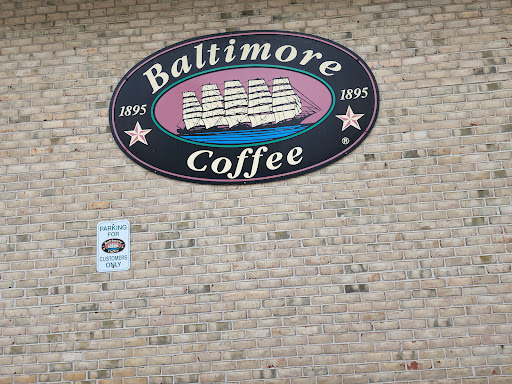 Baltimore
1895 1895
Coffee
®
PARKING
FOR
CUSTOMERS
ONLY